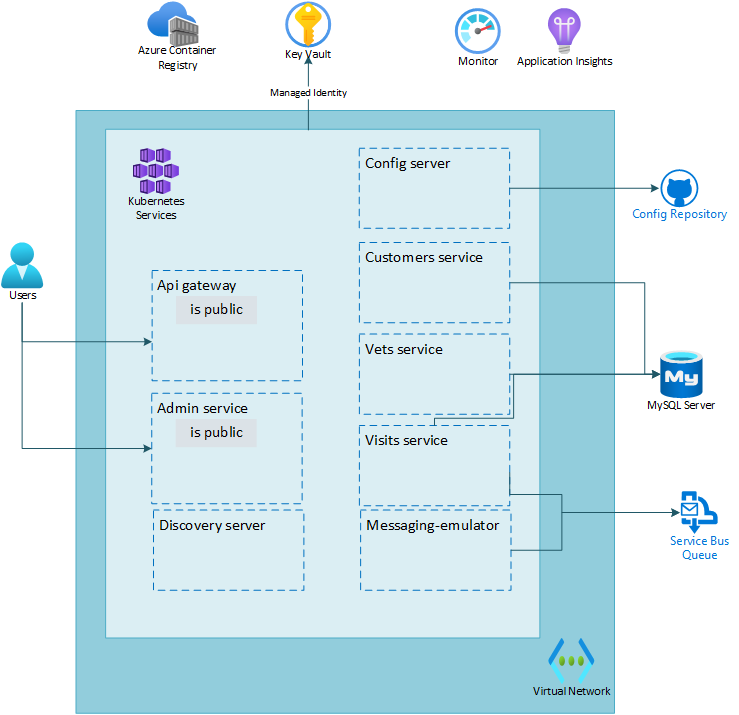 Azure Container
Registry
Key Vault
Monitor
Application Insights
Managed Identity
Kubernetes
Services
Config server
Config Repository
Customers service
Users
Api gateway
is public
Vets service
MySQL Server
Admin service
is public
Visits service
Discovery server
Messaging-emulator
Service Bus
Queue
Virtual Network
My